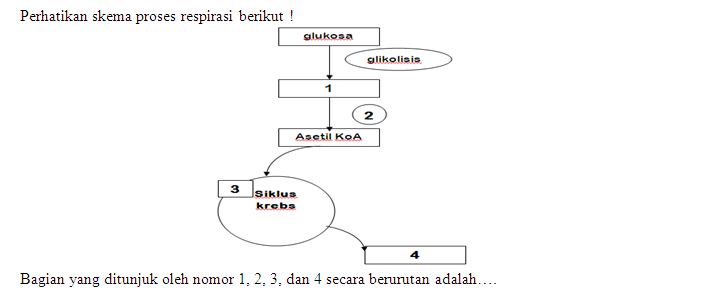 Perhatikan skema proses respirasi berikut !
glukosa
glikolisis
1
2
Asetil KoA
3
Siklus
krebs
4
Bagian yang ditunjuk oleh nomor 1, 2, 3, dan 4 secara berurutan adalah….